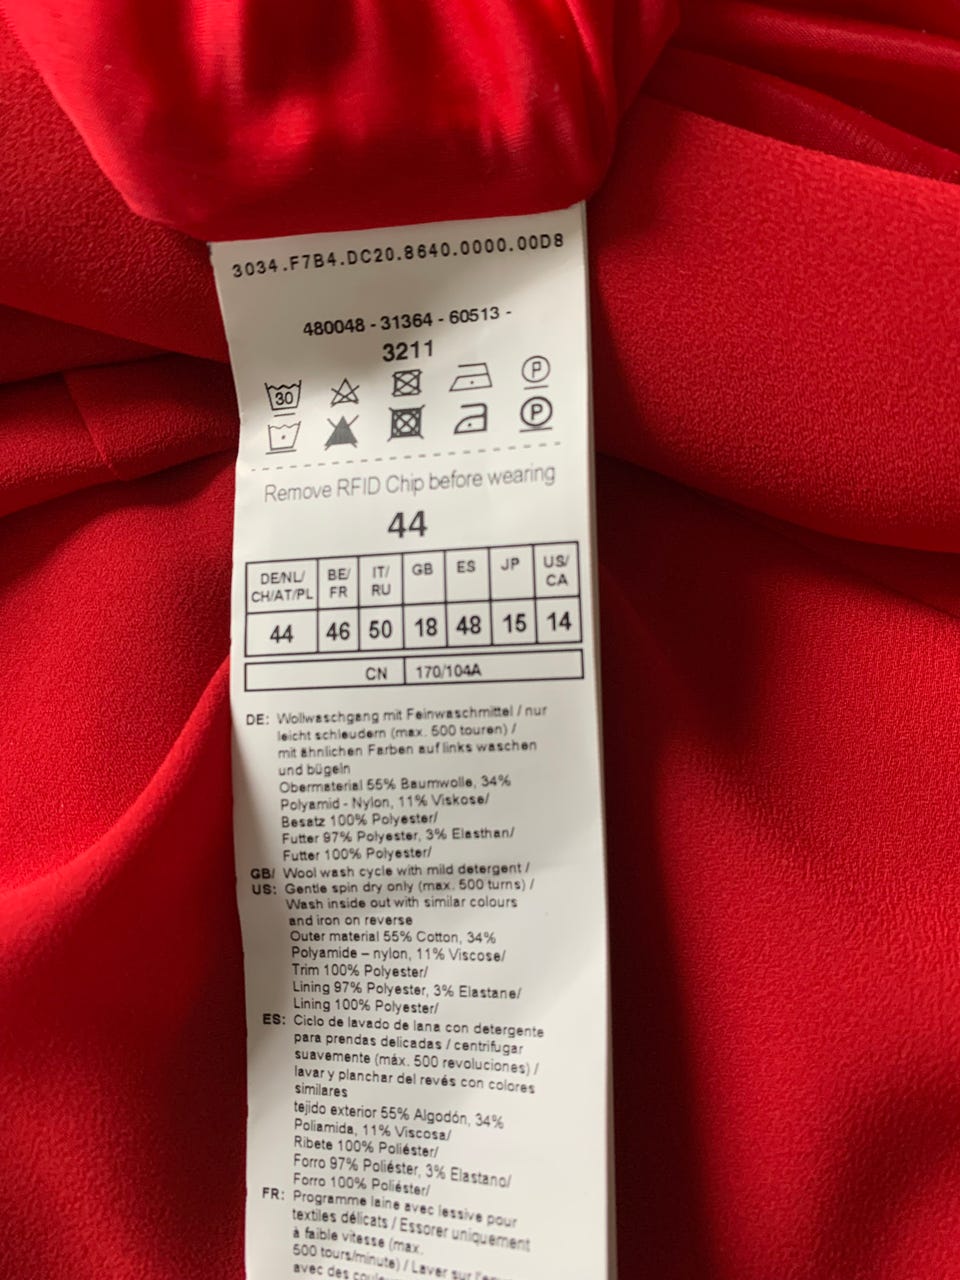 3034.F7B4.DC20.8640.0000.00D8
480048 - 31364 - 60513 -
3211
30 P
P
Remove RFID Chip before wearing
44
DE/NL/ CH/AT/PL BE/ FR IT/ RU GB ES JP US/ CA
44 46 50 18 48 15 14
CN 170/104A
DE: Wollwaschgang mit Feinwaschmittel / nur
leicht schleudern (max. 500 touren) /
mit ähnlichen Farben auf links waschen
und bügeln
Obermaterial 55% Baumwolle, 34%
Polyamid - Nylon, 11% Viskose/
Besatz 100% Polyester/
Futter 97% Polyester, 3% Elasthan/
Futter 100% Polyester/
GB/ Wool wash cycle with mild detergent /
US: Gentle spin dry only (max. 500 turns) /
Wash inside out with similar colours
and iron on reverse
Outer material 55% Cotton, 34%
Polyamide – nylon, 11% Viscose/
Trim 100% Polyester/
Lining 97% Polyester, 3% Elastane/
Lining 100% Polyester/
ES: Ciclo de lavado de lana con detergente
para prendas delicadas / centrifugar
suavemente (máx. 500 revoluciones) /
lavar y planchar del revés con colores
similares
tejido exterior 55% Algodón, 34%
Poliamida, 11% Viscosa/
Ribete 100% Poliéster/
Forro 97% Poliéster, 3% Elastano/
Forro 100% Poliéster/
FR: Programme laine avec lessive pour
textiles délicats / Essorer uniquement
à faible vitesse (max.
500 tours/minute) / Laver sur
avec des